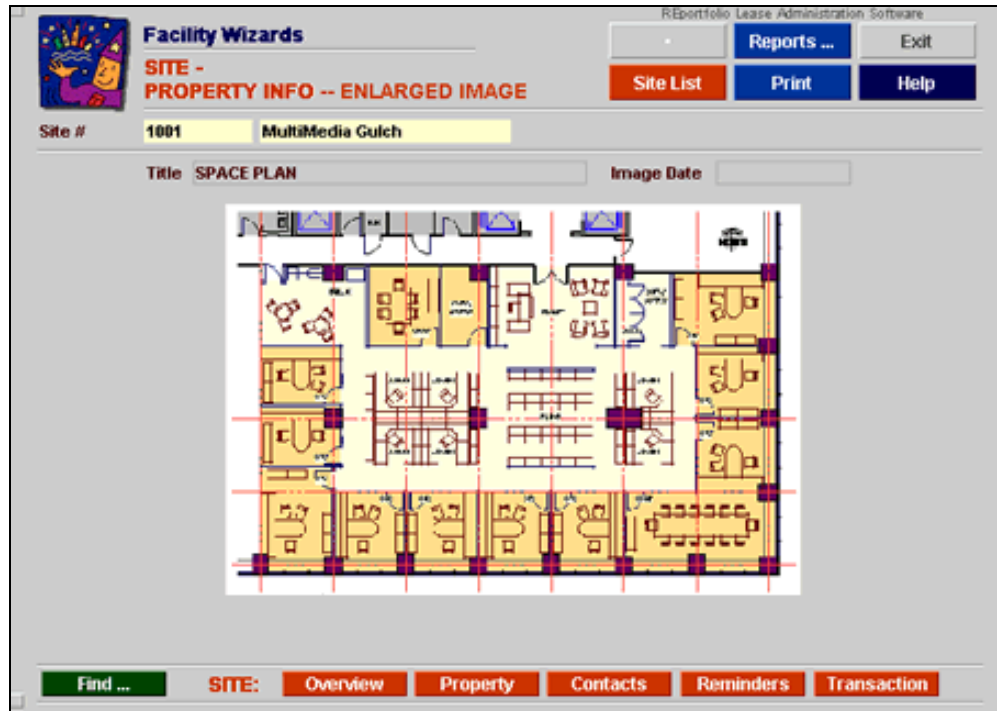 REportfolio Lease Administration Software
Facility Wizards
Reports ... Exit
SITE -
PROPERTY INFO -- ENLARGED IMAGE
Site List Print Help
Site # 1001 MultiMedia Gulch
Title SPACE PLAN Image Date
Find ... SITE: Overview Property Contacts Reminders Transaction